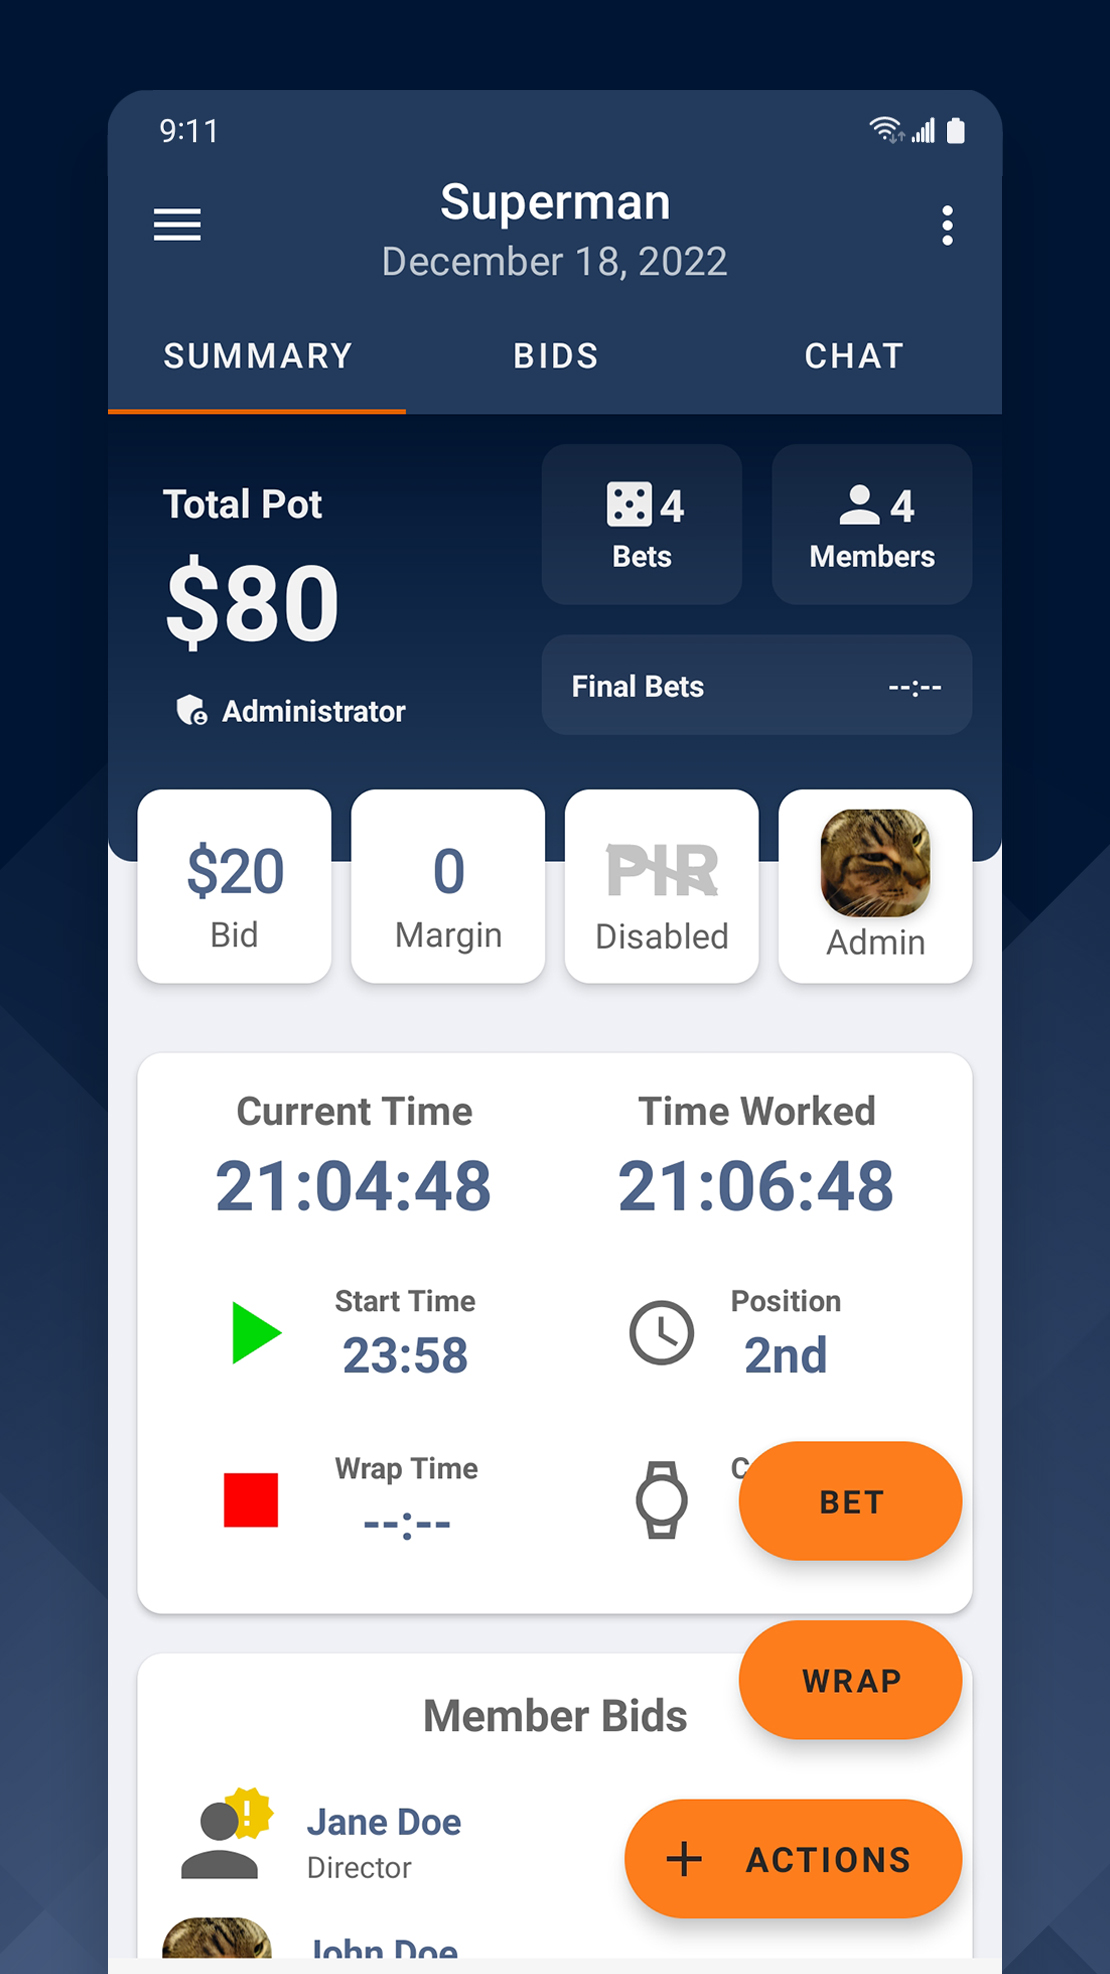 9:11
Superman
December 18, 2022
SUMMARY BIDS CHAT
Total Pot
$80
Administrator
4
Bets
4
Members
Final Bets --:--
$20
Bid
0
Margin
PIR
Disabled
Admin
Current Time
21:04:48
Time Worked
21:06:48
Start Time
23:58
Position
2nd
Wrap Time
--:--
C
BET
WRAP
Member Bids
Jane Doe
Director
+ ACTIONS
John Doe